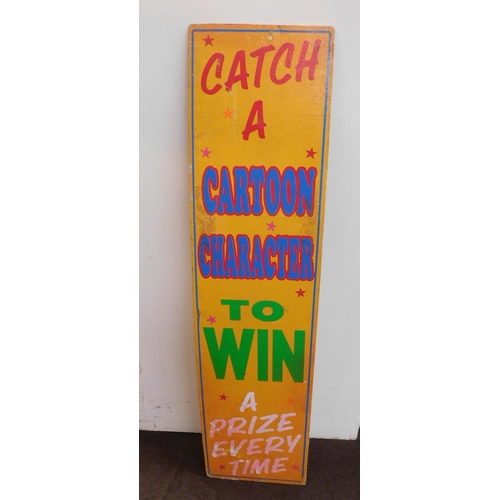 CATCH
A
CARTOON
CHARACTER
TO
WIN
A
PRIZE
EVERY
TIME